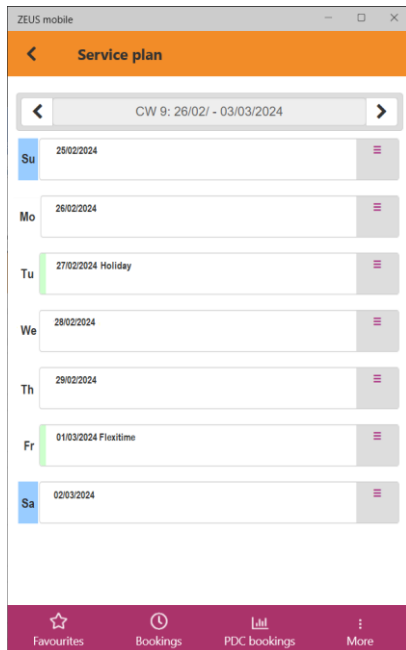 ZEUS mobile
Service plan
CW 9: 26/02/ - 03/03/2024
Su 25/02/2024
Mo 26/02/2024
Tu 27/02/2024 Holiday
We 28/02/2024
Th 29/02/2024
Fr 01/03/2024 Flexitime
Sa 02/03/2024
Favourites Bookings PDC bookings More